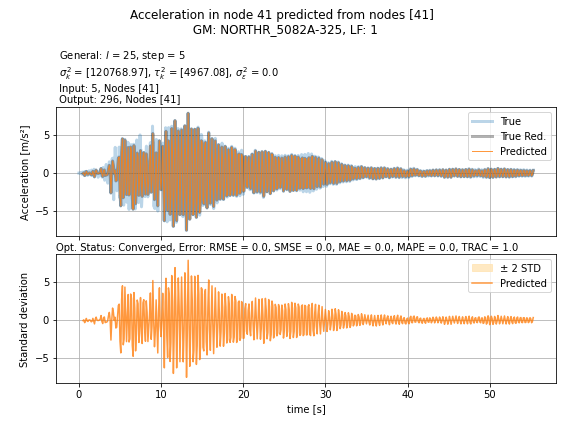 Acceleration in node 41 predicted from nodes [41]
GM: NORTHR_5082A-325, LF: 1
General: l = 25, step = 5
σ²ₖ = [120768.97], τ²ₖ = [4967.08], σ²ε = 0.0
Input: 5, Nodes [41]
Output: 296, Nodes [41]
Acceleration [m/s²]
5
0
−5
True
True Red.
Predicted
Opt. Status: Converged, Error: RMSE = 0.0, SMSE = 0.0, MAE = 0.0, MAPE = 0.0, TRAC = 1.0
Standard deviation
5
0
−5
± 2 STD
Predicted
0 10 20 30 40 50
time [s]